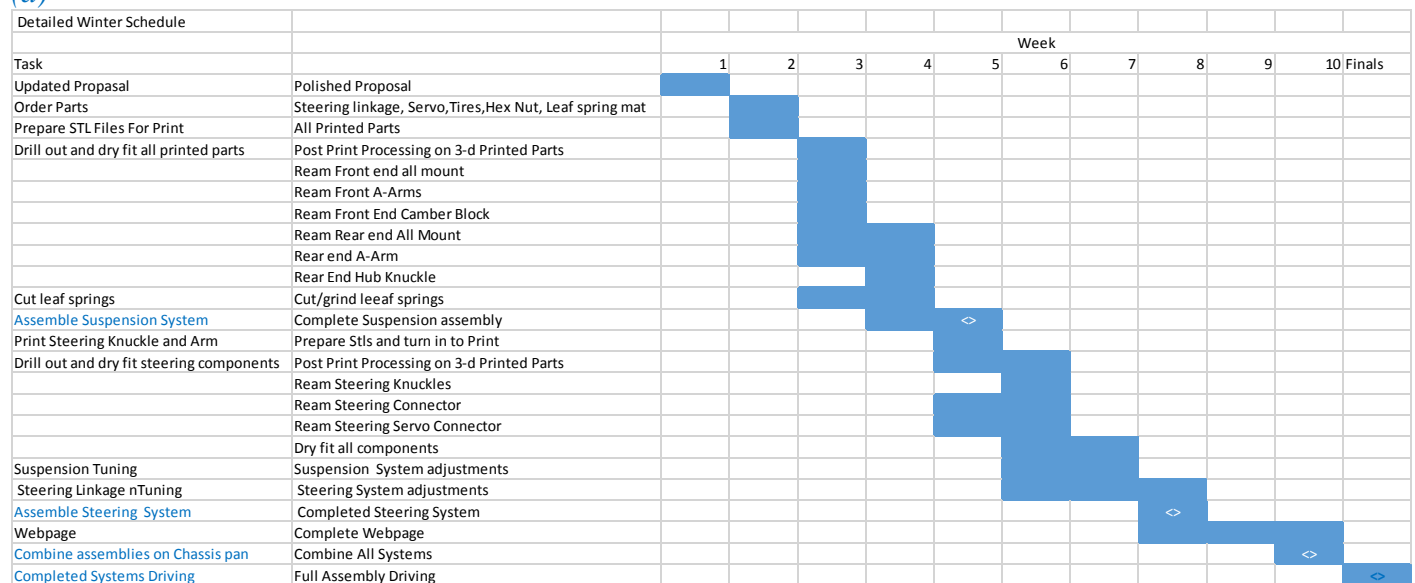 (a)
Detailed Winter Schedule
Week
Task 1 2 3 4 5 6 7 8 9 10 Finals
Updated Propasal Polished Proposal
Order Parts Steering linkage, Servo,Tires,Hex Nut, Leaf spring mat
Prepare STL Files For Print All Printed Parts
Drill out and dry fit all printed parts Post Print Processing on 3-d Printed Parts
Ream Front end all mount
Ream Front A-Arms
Ream Front End Camber Block
Ream Rear end All Mount
Rear end A-Arm
Rear End Hub Knuckle
Cut leaf springs Cut/grind leeaf springs
Assemble Suspension System Complete Suspension assembly <>
Print Steering Knuckle and Arm Prepare Stls and turn in to Print
Drill out and dry fit steering components Post Print Processing on 3-d Printed Parts
Ream Steering Knuckles
Ream Steering Connector
Ream Steering Servo Connector
Dry fit all components
Suspension Tuning Suspension System adjustments
Steering Linkage nTuning Steering System adjustments
Assemble Steering System Completed Steering System <>
Webpage Complete Webpage
Combine assemblies on Chassis pan Combine All Systems <>
Completed Systems Driving Full Assembly Driving <>